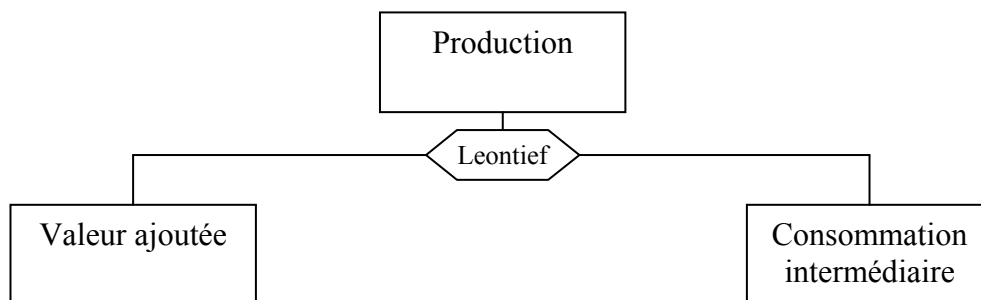 Production
Leontief
Valeur ajoutée
Consommation
intermédiaire